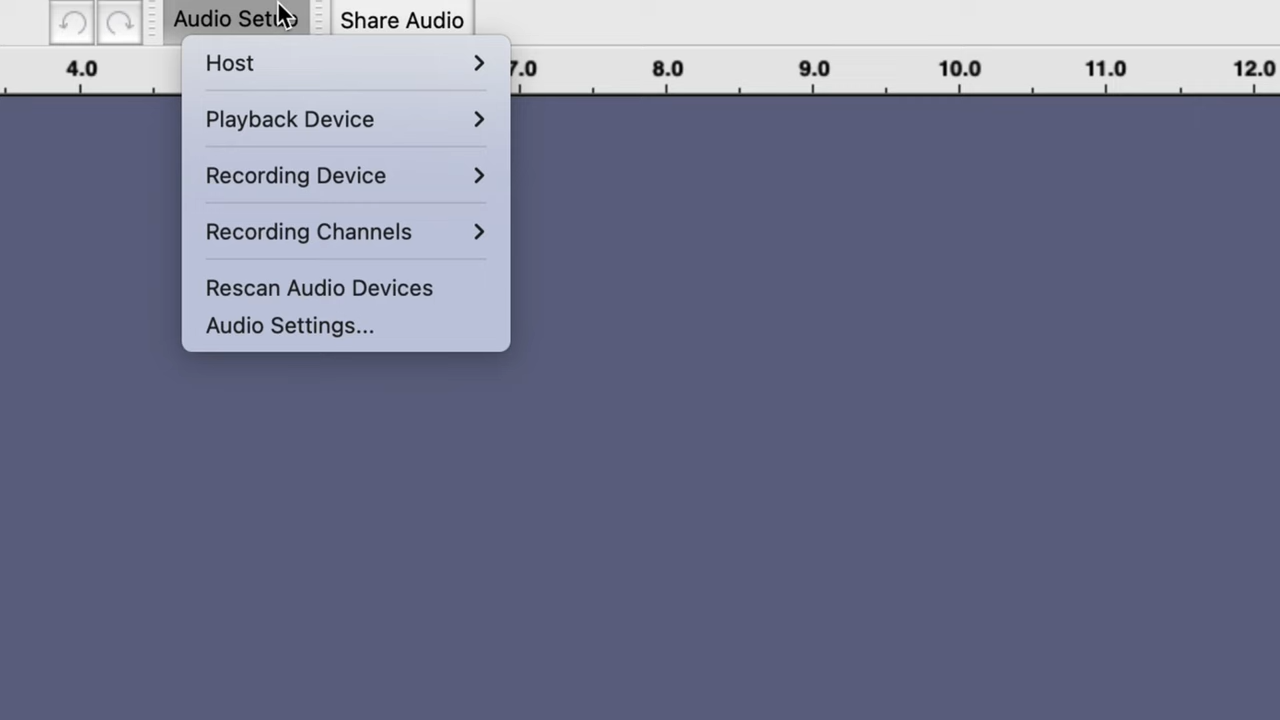 Audio Setup
Share Audio
4.0 7.0 8.0 9.0 10.0 11.0 12.0
Host
Playback Device
Recording Device
Recording Channels
Rescan Audio Devices
Audio Settings...